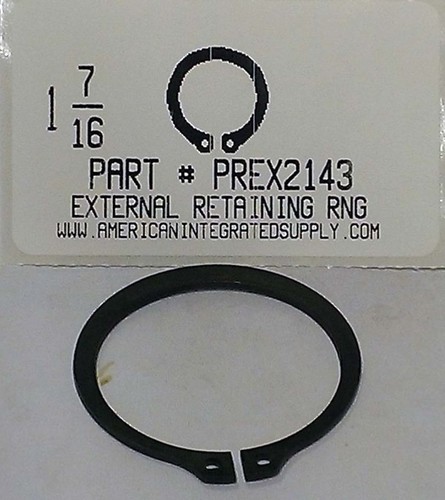 1 7/16
PART # PREX2143
EXTERNAL RETAINING RNG
WWW.AMERICANINTEGRATEDSUPPLY.COM